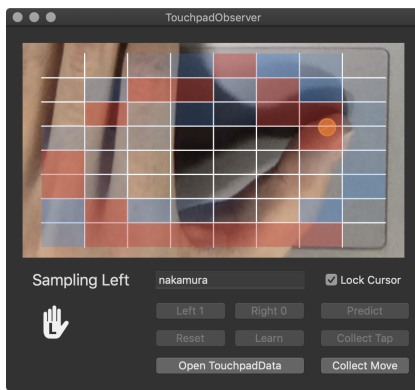 TouchpadObserver
Sampling Left
nakamura
Lock Cursor
L
Left 1
Right 0
Predict
Reset
Learn
Collect Tap
Open TouchpadData
Collect Move